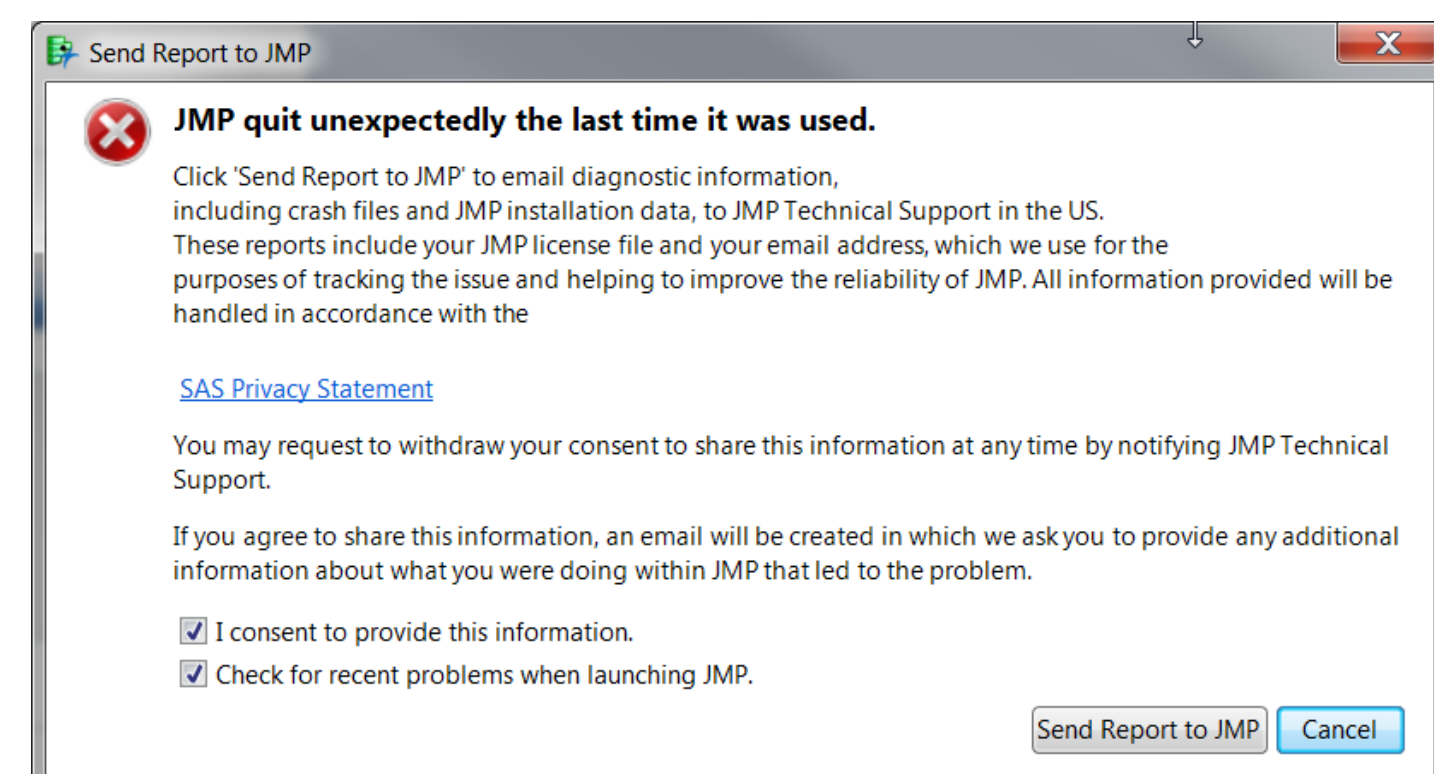 Send Report to JMP
JMP quit unexpectedly the last time it was used.
Click 'Send Report to JMP' to email diagnostic information,
including crash files and JMP installation data, to JMP Technical Support in the US.
These reports include your JMP license file and your email address, which we use for the
purposes of tracking the issue and helping to improve the reliability of JMP. All information provided will be
handled in accordance with the
SAS Privacy Statement
You may request to withdraw your consent to share this information at any time by notifying JMP Technical
Support.
If you agree to share this information, an email will be created in which we ask you to provide any additional
information about what you were doing within JMP that led to the problem.
I consent to provide this information.
Check for recent problems when launching JMP.
Send Report to JMP Cancel